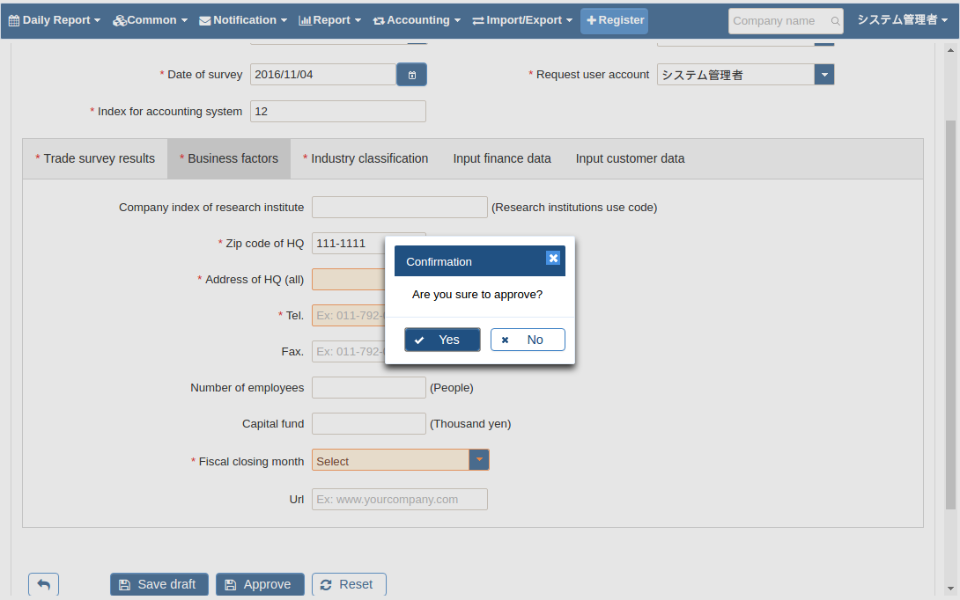 Daily Report Common Notification Report Accounting Import/Export Register Company name システム管理者
* Date of survey 2016/11/04 * Request user account システム管理者
* Index for accounting system 12
* Trade survey results * Business factors * Industry classification Input finance data Input customer data
Company index of research institute (Research institutions use code)
* Zip code of HQ 111-1111
* Address of HQ (all)
* Tel. Ex: 011-792-
Fax. Ex: 011-792-
Number of employees (People)
Capital fund (Thousand yen)
* Fiscal closing month Select
Url Ex: www.yourcompany.com
Confirmation
Are you sure to approve?
Yes No
Save draft Approve Reset